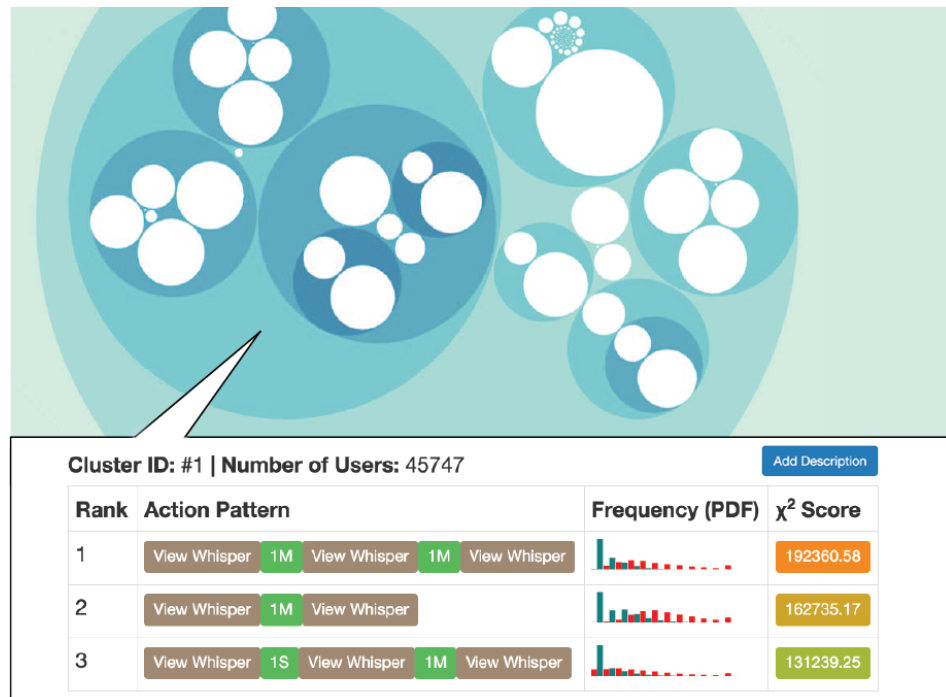 Cluster ID: #1 | Number of Users: 45747
Add Description
Rank Action Pattern Frequency (PDF) χ² Score
1 View Whisper 1M View Whisper 1M View Whisper 192360.58
2 View Whisper 1M View Whisper 162735.17
3 View Whisper 1S View Whisper 1M View Whisper 131239.25